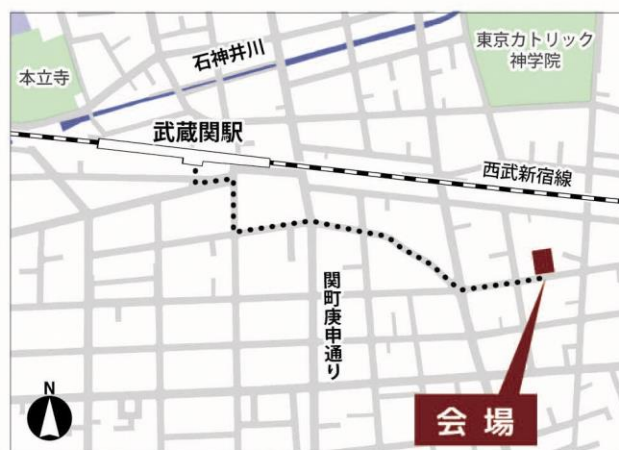 東京カトリック
神学院
石神井川
本立寺
武蔵関駅
西武新宿線
関町庚申通り
N
会場